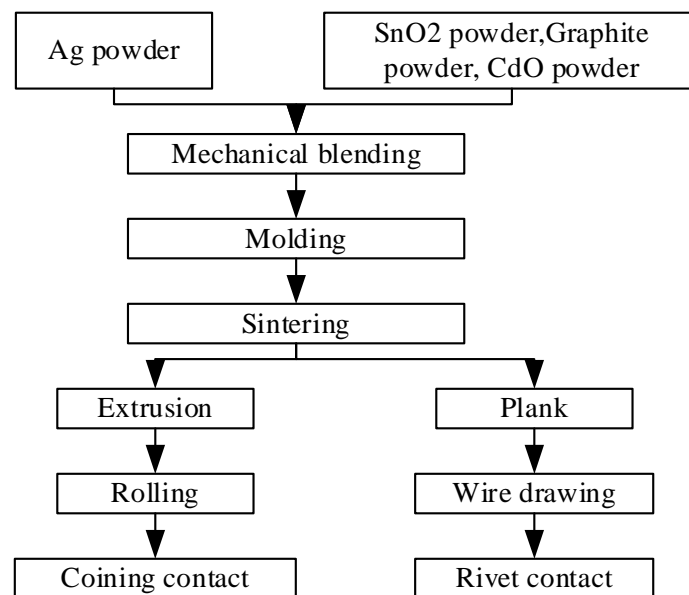 Ag powder
SnO2 powder,Graphite
powder, CdO powder
Mechanical blending
Molding
Sintering
Extrusion
Plank
Rolling
Wire drawing
Coining contact
Rivet contact